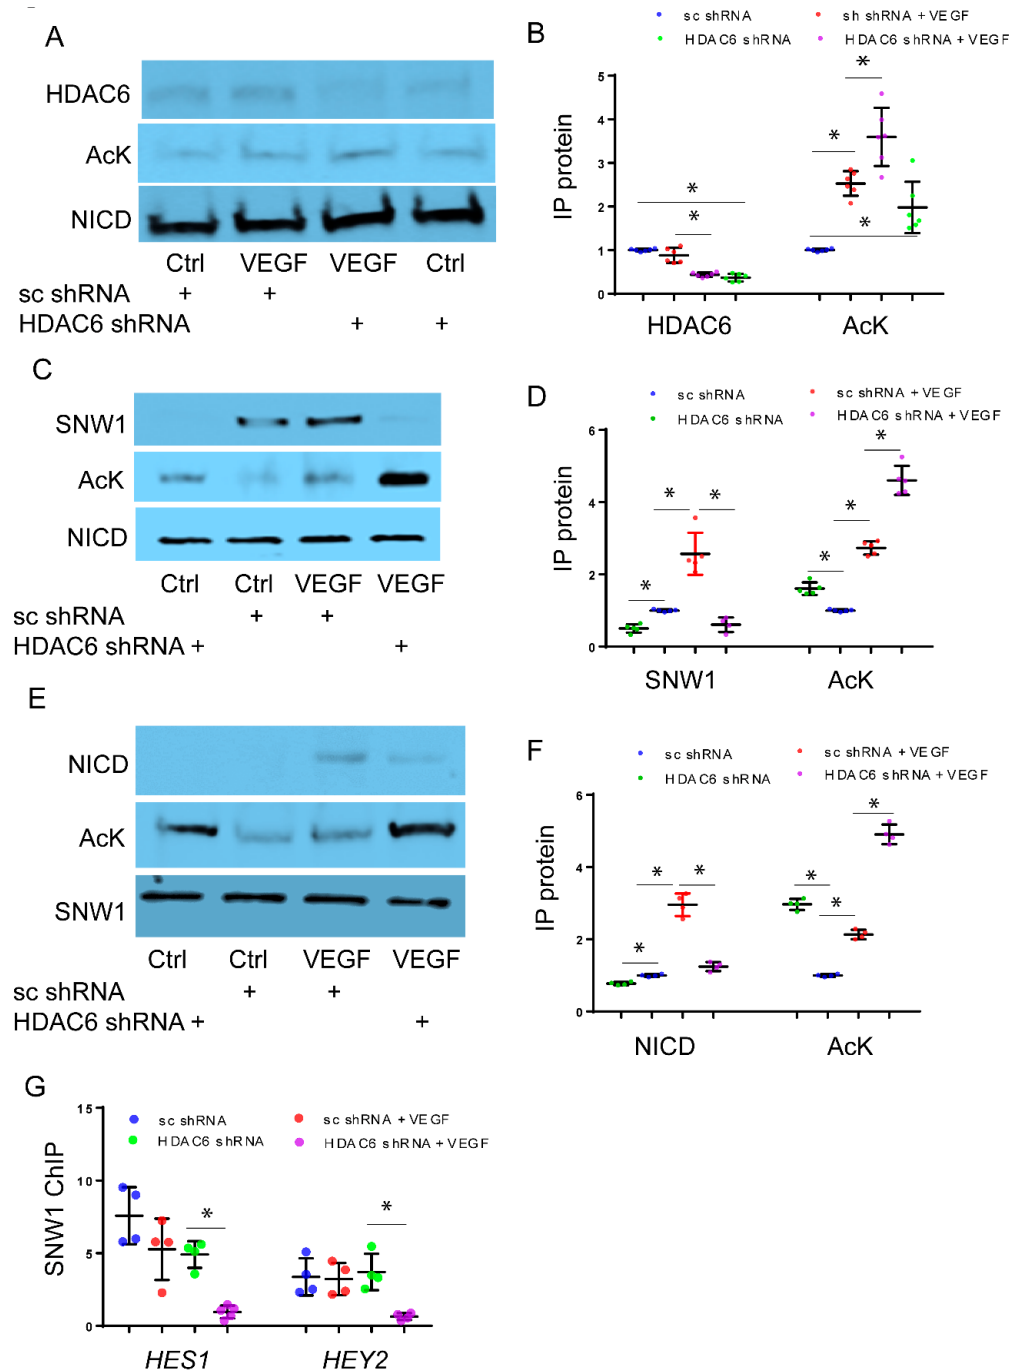 A
HDAC6
AcK
NICD
Ctrl VEGF VEGF Ctrl
sc shRNA + +
HDAC6 shRNA + +
B
sc shRNA sh shRNA + VEGF
HDAC6 shRNA HDAC6 shRNA + VEGF
IP protein
5
4
3
2
1
0
* * * * *
HDAC6 AcK
C
SNW1
AcK
NICD
Ctrl Ctrl VEGF VEGF
sc shRNA + +
HDAC6 shRNA + +
D
sc shRNA sc shRNA + VEGF
HDAC6 shRNA HDAC6 shRNA + VEGF
IP protein
6
4
2
0
* * * * * *
SNW1 AcK
E
NICD
AcK
SNW1
Ctrl Ctrl VEGF VEGF
sc shRNA + +
HDAC6 shRNA + +
F
sc shRNA sc shRNA + VEGF
HDAC6 shRNA HDAC6 shRNA + VEGF
IP protein
6
4
2
0
* * * * * *
NICD AcK
G
sc shRNA sc shRNA + VEGF
HDAC6 shRNA HDAC6 shRNA + VEGF
SNW1 ChIP
15
10
5
0
* *
HES1 HEY2